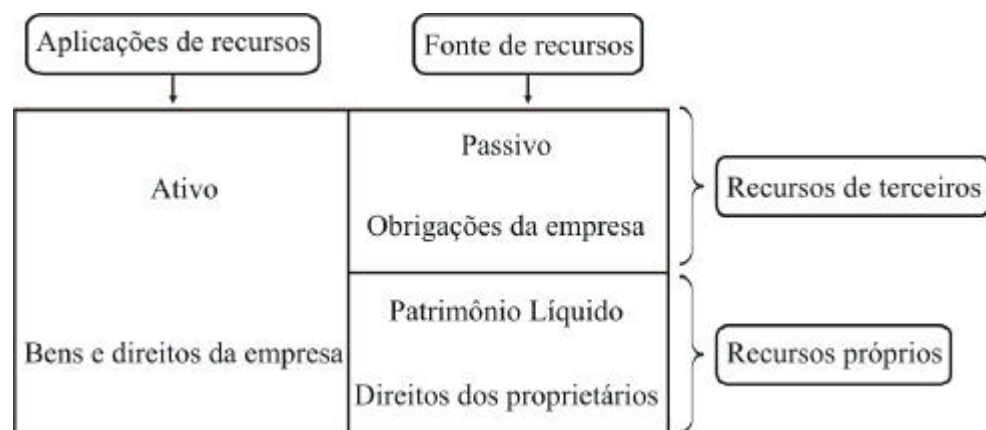 Aplicações de recursos
Fonte de recursos
Ativo
Bens e direitos da empresa
Passivo
Obrigações da empresa
Recursos de terceiros
Patrimônio Líquido
Direitos dos proprietários
Recursos próprios